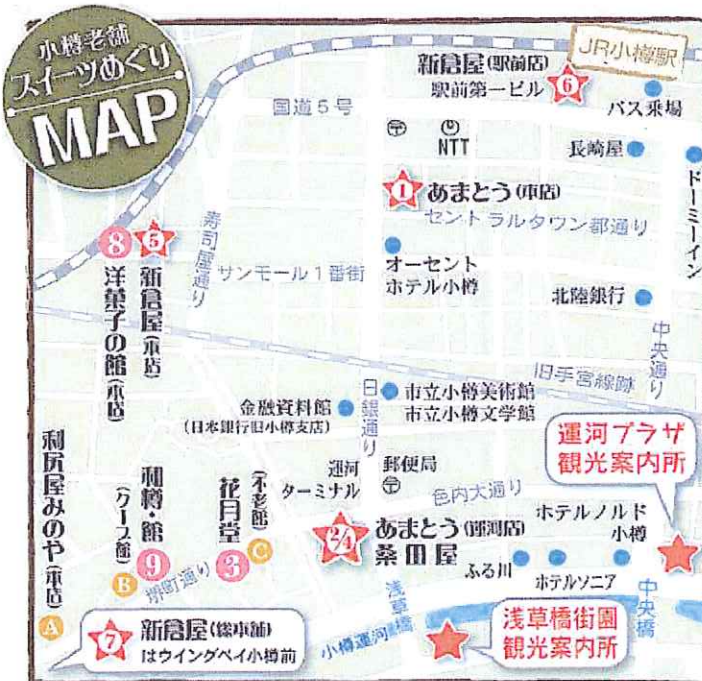 小樽老舗
スイーツめぐり
MAP
JR小樽駅
新倉屋(駅前店)
駅前第一ビル
6
バス乗場
国道5号
〒
NTT
長崎屋
ドーミーイン
1
あまとう(本店)
セントラルタウン都通り
8
洋菓子の館(本店)
5
新倉屋(本店)
寿司屋通り
サンモール1番街
オーセント
ホテル小樽
北陸銀行
中央通り
旧手宮線跡
日銀通り
市立小樽美術館
市立小樽文学館
金融資料館
(日本銀行旧小樽支店)
運河プラザ
観光案内所
運河
ターミナル
郵便局
〒
色内大通り
利尻屋みのや(本店)
A
和樽・館
B
9
花月堂
3
(不老館)
C
堺町通り
2/4
あまとう(運河店)
桑田屋
ホテルノルド
小樽
ふる川
ホテルソニア
中央橋
浅草橋
小樽運河
浅草橋街園
観光案内所
7
新倉屋(総本舗)
はウイングベイ小樽前